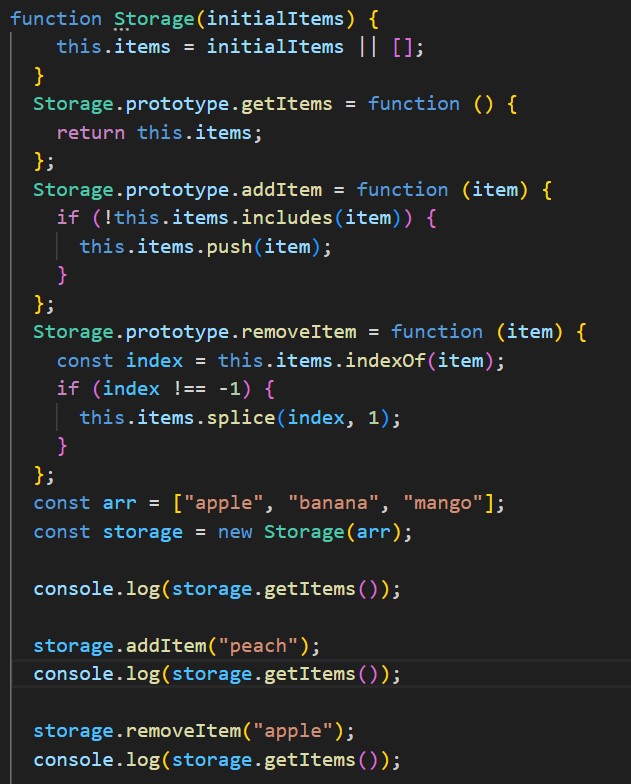 function Storage(initialItems) {
    this.items = initialItems || [];
  }
  Storage.prototype.getItems = function () {
    return this.items;
  };
  Storage.prototype.addItem = function (item) {
    if (!this.items.includes(item)) {
      this.items.push(item);
    }
  };
  Storage.prototype.removeItem = function (item) {
    const index = this.items.indexOf(item);
    if (index !== -1) {
      this.items.splice(index, 1);
    }
  };
  const arr = ["apple", "banana", "mango"];
  const storage = new Storage(arr);

  console.log(storage.getItems());

  storage.addItem("peach");
  console.log(storage.getItems());

  storage.removeItem("apple");
  console.log(storage.getItems());